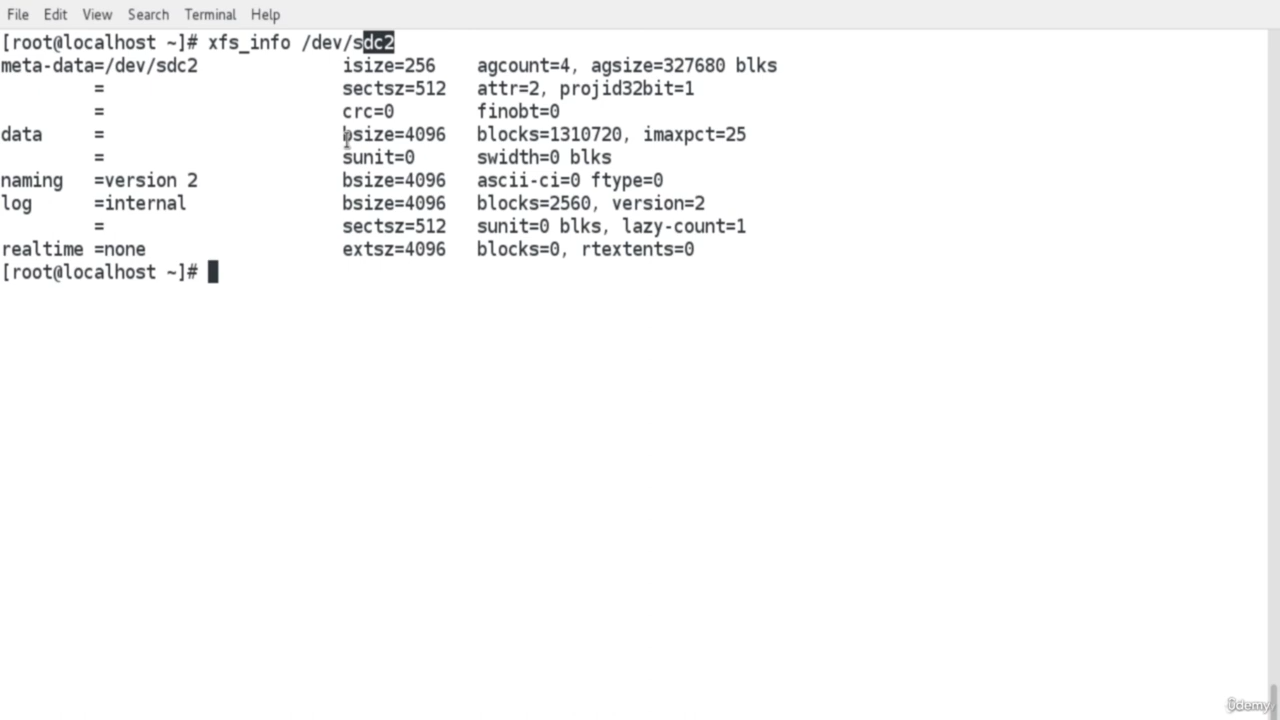 File Edit View Search Terminal Help
[root@localhost ~]# xfs_info /dev/sdc2
meta-data=/dev/sdc2              isize=256    agcount=4, agsize=327680 blks
         =                       sectsz=512   attr=2, projid32bit=1
         =                       crc=0        finobt=0
data     =                       bsize=4096   blocks=1310720, imaxpct=25
         =                       sunit=0      swidth=0 blks
naming   =version 2              bsize=4096   ascii-ci=0 ftype=0
log      =internal               bsize=4096   blocks=2560, version=2
         =                       sectsz=512   sunit=0 blks, lazy-count=1
realtime =none                   extsz=4096   blocks=0, rtextents=0
[root@localhost ~]#
Udemy